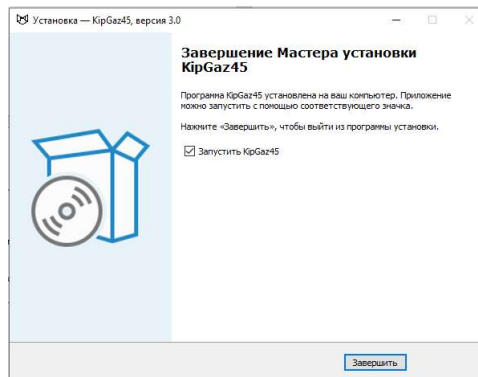 Установка — KipGaz45, версия 3.0
Завершение Мастера установки
KipGaz45
Программа KipGaz45 установлена на ваш компьютер. Приложение
можно запустить с помощью соответствующего значка.
Нажмите «Завершить», чтобы выйти из программы установки.
Запустить KipGaz45
Завершить